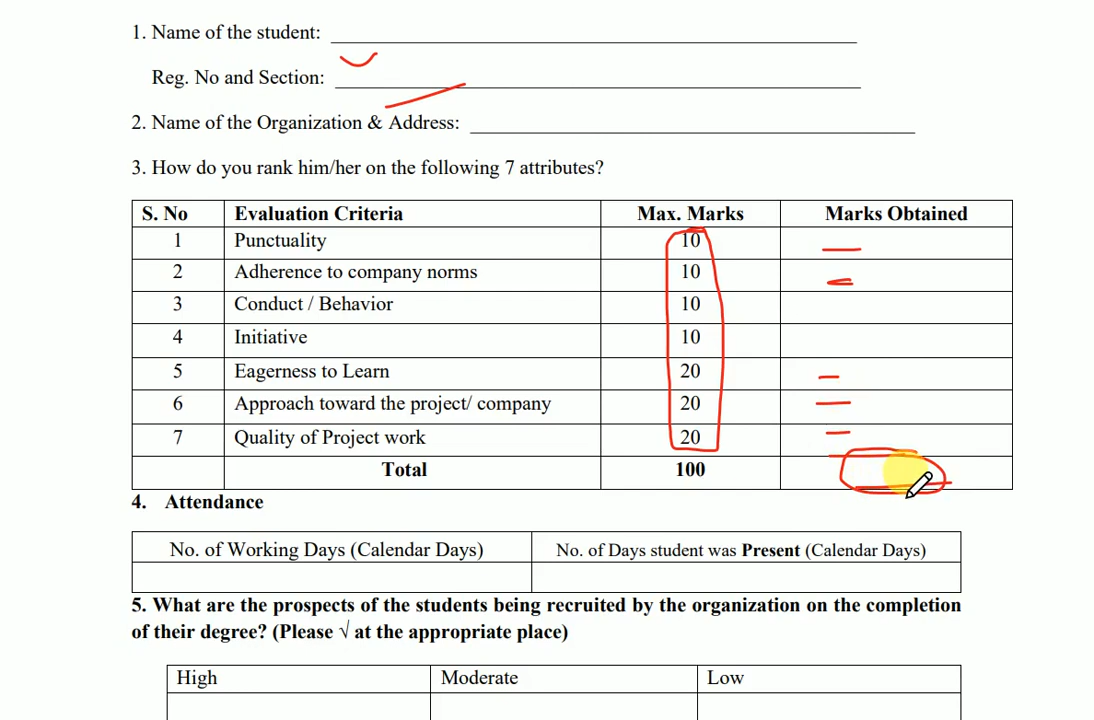 1. Name of the student:
Reg. No and Section:
2. Name of the Organization & Address:
3. How do you rank him/her on the following 7 attributes?
S. No Evaluation Criteria Max. Marks Marks Obtained
1 Punctuality 10
2 Adherence to company norms 10
3 Conduct / Behavior 10
4 Initiative 10
5 Eagerness to Learn 20
6 Approach toward the project/ company 20
7 Quality of Project work 20
Total 100
4. Attendance
No. of Working Days (Calendar Days) No. of Days student was Present (Calendar Days)
5. What are the prospects of the students being recruited by the organization on the completion
of their degree? (Please √ at the appropriate place)
High Moderate Low